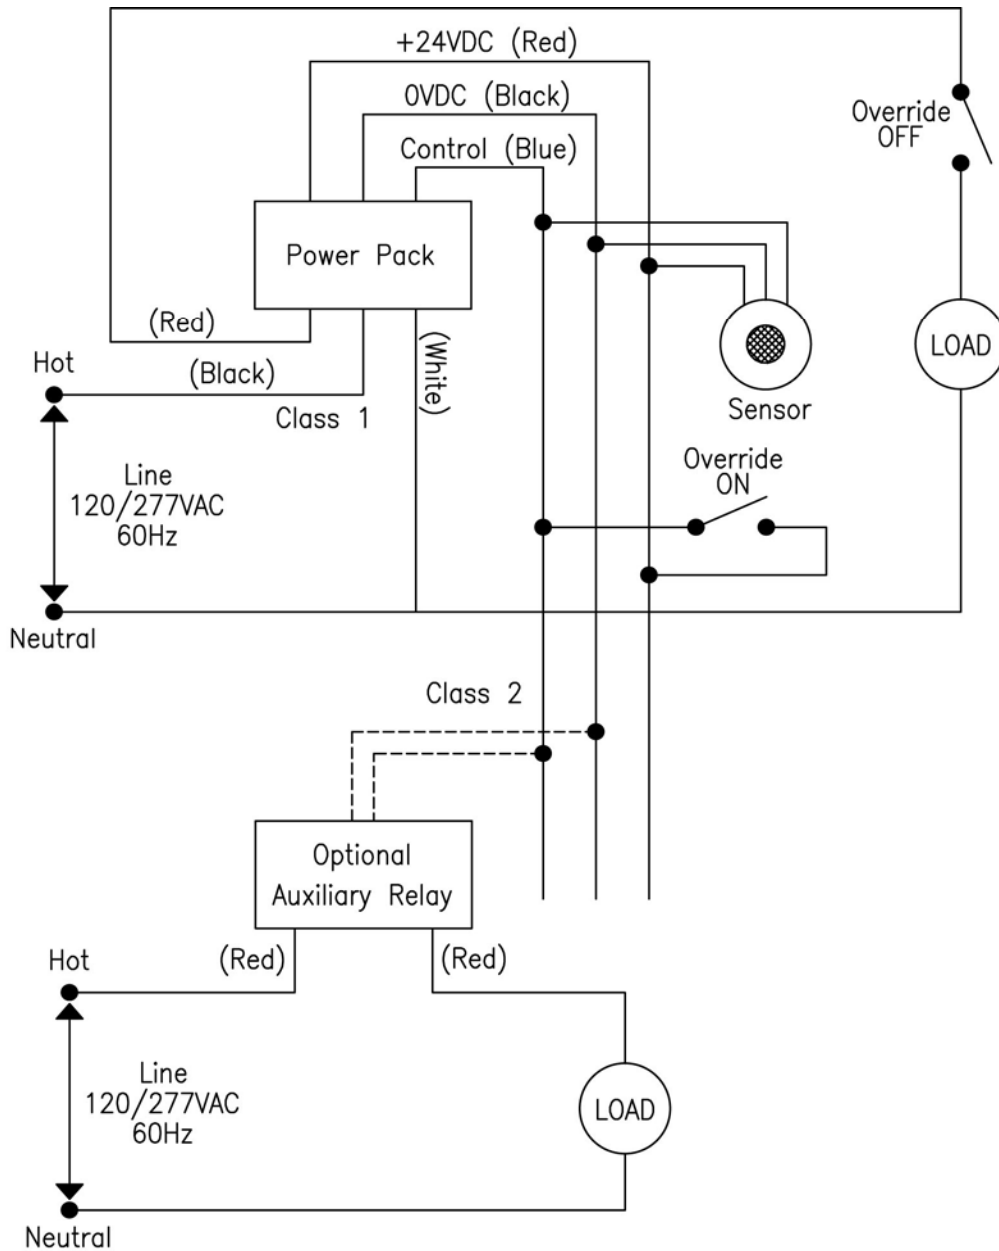 +24VDC (Red)
0VDC (Black)
Control (Blue)
Override
OFF
Power Pack
(Red)
(White)
Hot
(Black)
Class 1
LOAD
Sensor
Line
120/277VAC
60Hz
Override
ON
Neutral
Class 2
Optional
Auxiliary Relay
(Red)
(Red)
Hot
Line
120/277VAC
60Hz
LOAD
Neutral